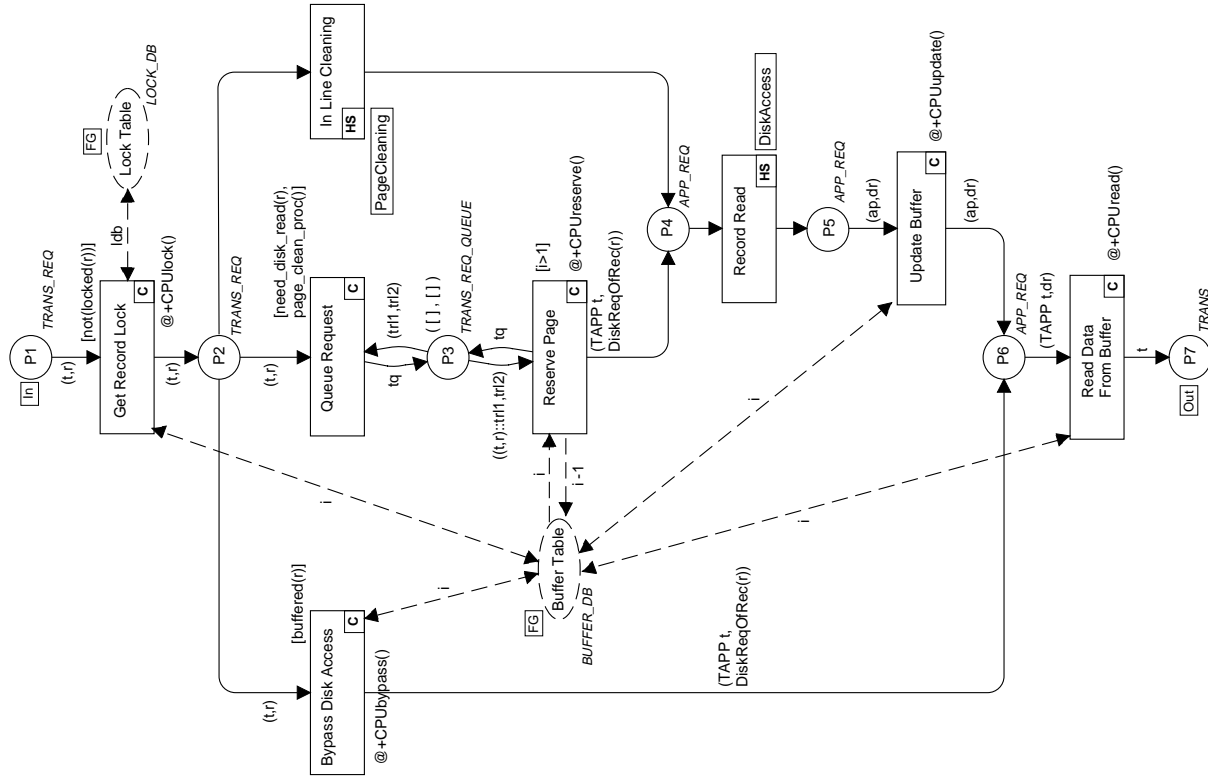 P1
TRANS_REQ
In
(t,r)
[not(locked(r))]
Get Record Lock
C
@+CPUlock()
ldb
FG
Lock Table
LOCK_DB
(t,r)
P2
TRANS_REQ
(t,r)
[buffered(r)]
Bypass Disk Access
C
@+CPUbypass()
i
i
(t,r)
[need_disk_read(r),
page_clean_proc()]
Queue Request
C
In Line Cleaning
HS
PageCleaning
tq
(trl1,trl2)
P3
([ ], [ ])
TRANS_REQ_QUEUE
((t,r)::trl1,trl2)
tq
[i>1]
Reserve Page
C
@+CPUreserve()
i
i -1
FG
Buffer Table
BUFFER_DB
(TAPP t,
DiskReqOfRec(r))
P4
APP_REQ
Record Read
HS
DiskAccess
P5
APP_REQ
(ap,dr)
Update Buffer
C
@+CPUupdate()
i
(ap,dr)
(TAPP t,
DiskReqOfRec(r))
P6
APP_REQ
(TAPP t,dr)
Read Data
From Buffer
C
@+CPUread()
i
t
P7
Out
TRANS